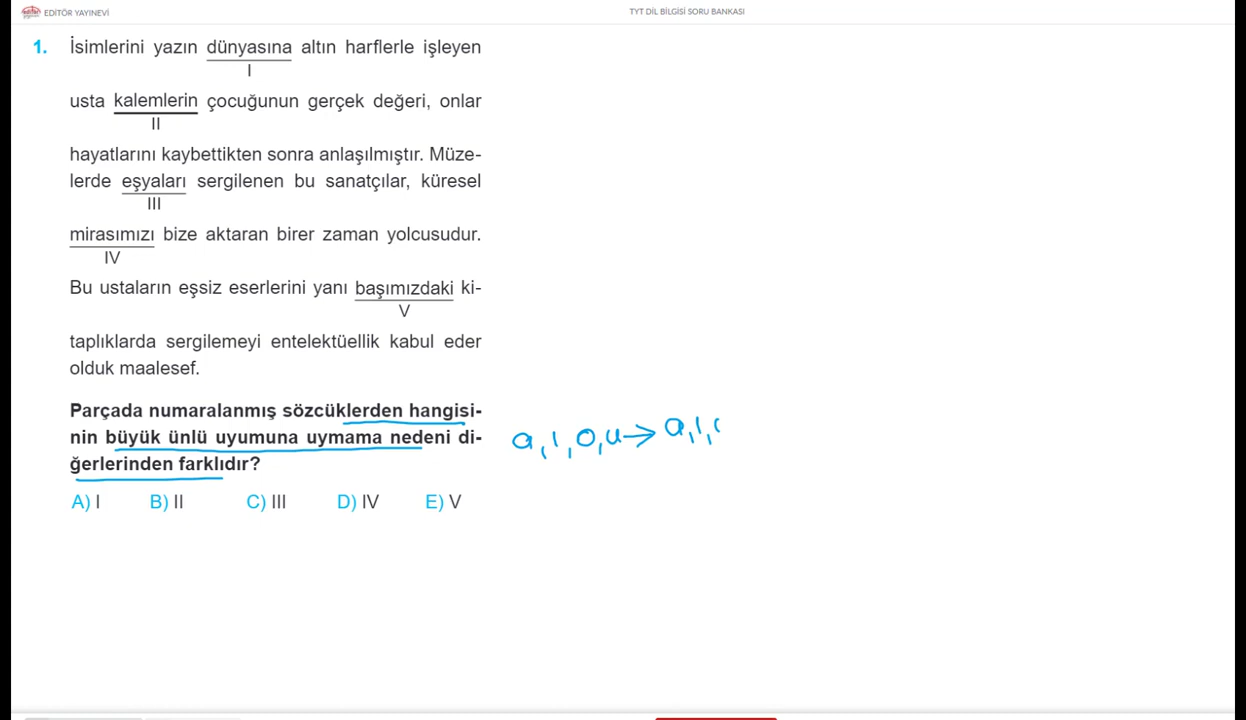 EDİTÖR YAYINEVİ
TYT DİL BİLGİSİ SORU BANKASI
1. İsimlerini yazın dünyasına altın harflerle işleyen
I
usta kalemlerin çocuğunun gerçek değeri, onlar
II
hayatlarını kaybettikten sonra anlaşılmıştır. Müze-
lerde eşyaları sergilenen bu sanatçılar, küresel
III
mirasımızı bize aktaran birer zaman yolcusudur.
IV
Bu ustaların eşsiz eserlerini yanı başımızdaki ki-
V
taplıklarda sergilemeyi entelektüellik kabul eder
olduk maalesef.
Parçada numaralanmış sözcüklerden hangisi-
nin büyük ünlü uyumuna uymama nedeni di-
ğerlerinden farklıdır?
a, ı, o, u → a, ı,
A) I B) II C) III D) IV E) V